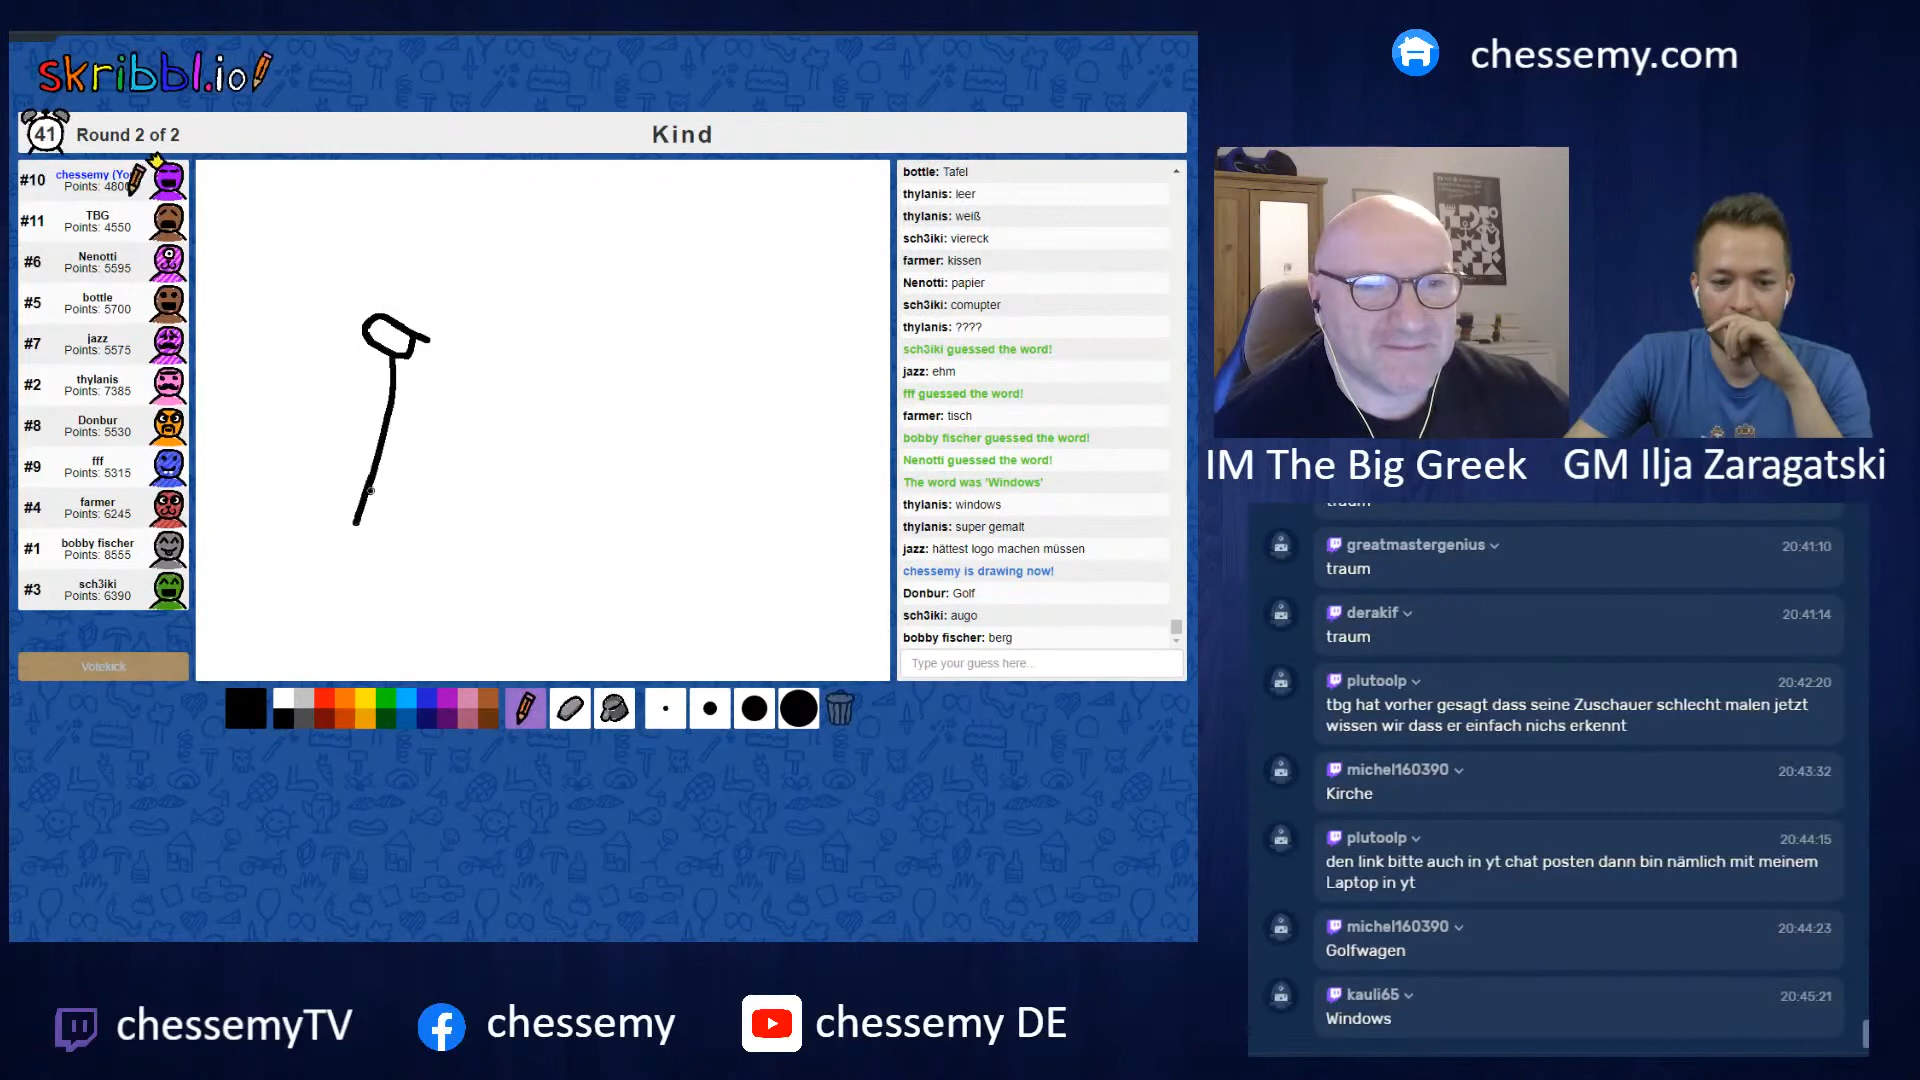 skribbl.io
41
Round 2 of 2
Kind
#10
chessemy (Yo
Points: 4800
#11
TBG
Points: 4550
#6
Nenotti
Points: 5595
#5
bottle
Points: 5700
#7
jazz
Points: 5575
#2
thylanis
Points: 7385
#8
Donbur
Points: 5530
#9
fff
Points: 5315
#4
farmer
Points: 6245
#1
bobby fischer
Points: 8555
#3
sch3iki
Points: 6390
Votekick
bottle: Tafel
thylanis: leer
thylanis: weiß
sch3iki: viereck
farmer: kissen
Nenotti: papier
sch3iki: comupter
thylanis: ????
sch3iki guessed the word!
jazz: ehm
fff guessed the word!
farmer: tisch
bobby fischer guessed the word!
Nenotti guessed the word!
The word was 'Windows'
thylanis: windows
thylanis: super gemalt
jazz: hättest logo machen müssen
chessemy is drawing now!
Donbur: Golf
sch3iki: augo
bobby fischer: berg
Type your guess here...
chessemy.com
IM The Big Greek
GM Ilja Zaragatski
traum
greatmastergenius
20:41:10
traum
derakif
20:41:14
traum
plutoolp
20:42:20
tbg hat vorher gesagt dass seine Zuschauer schlecht malen jetzt
wissen wir dass er einfach nichs erkennt
michel160390
20:43:32
Kirche
plutoolp
20:44:15
den link bitte auch in yt chat posten dann bin nämlich mit meinem
Laptop in yt
michel160390
20:44:23
Golfwagen
kauli65
20:45:21
Windows
chessemyTV
chessemy
chessemy DE